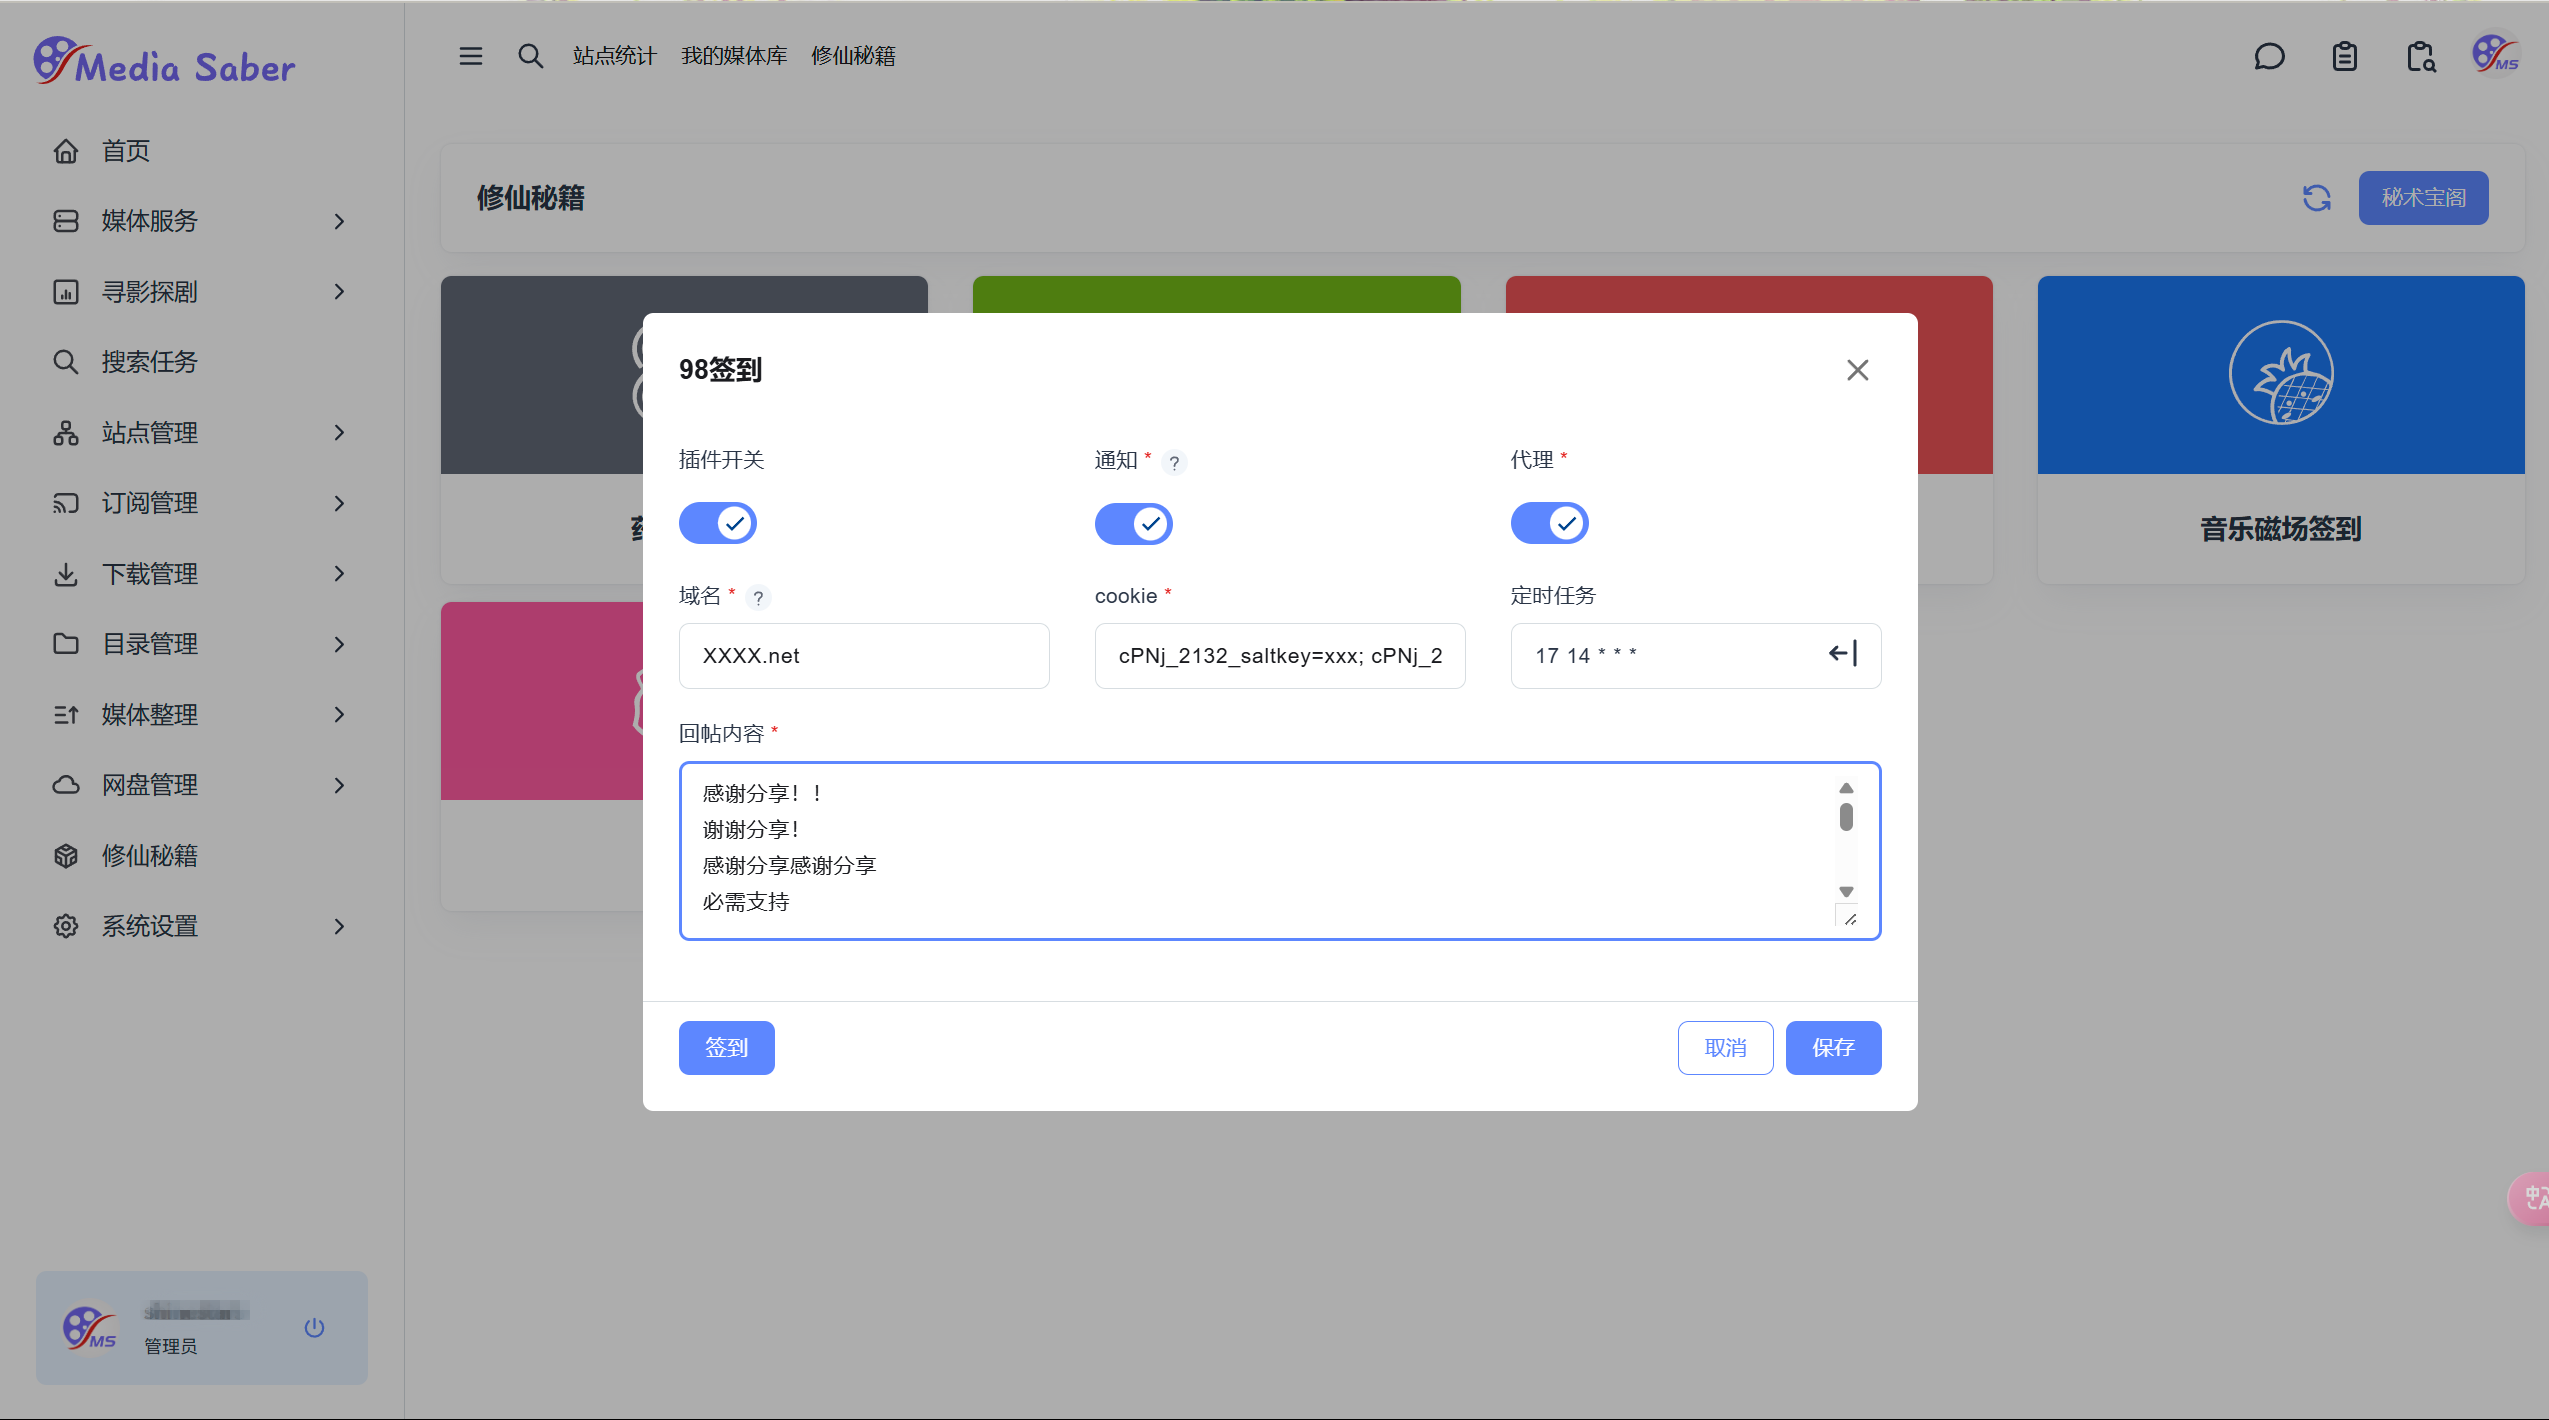 Media Saber
站点统计 我的媒体库 修仙秘籍
MS
首页
媒体服务
寻影探剧
搜索任务
站点管理
订阅管理
下载管理
目录管理
媒体整理
网盘管理
修仙秘籍
系统设置
MS
管理员
修仙秘籍
秘术宝阁
音乐磁场签到
98签到
插件开关
通知 * ?
代理 *
域名 * ?
cookie *
定时任务
XXXX.net
cPNj_2132_saltkey=xxx; cPNj_2
17 14 * * *
回帖内容 *
感谢分享！！
谢谢分享！
感谢分享感谢分享
必需支持
签到
取消
保存